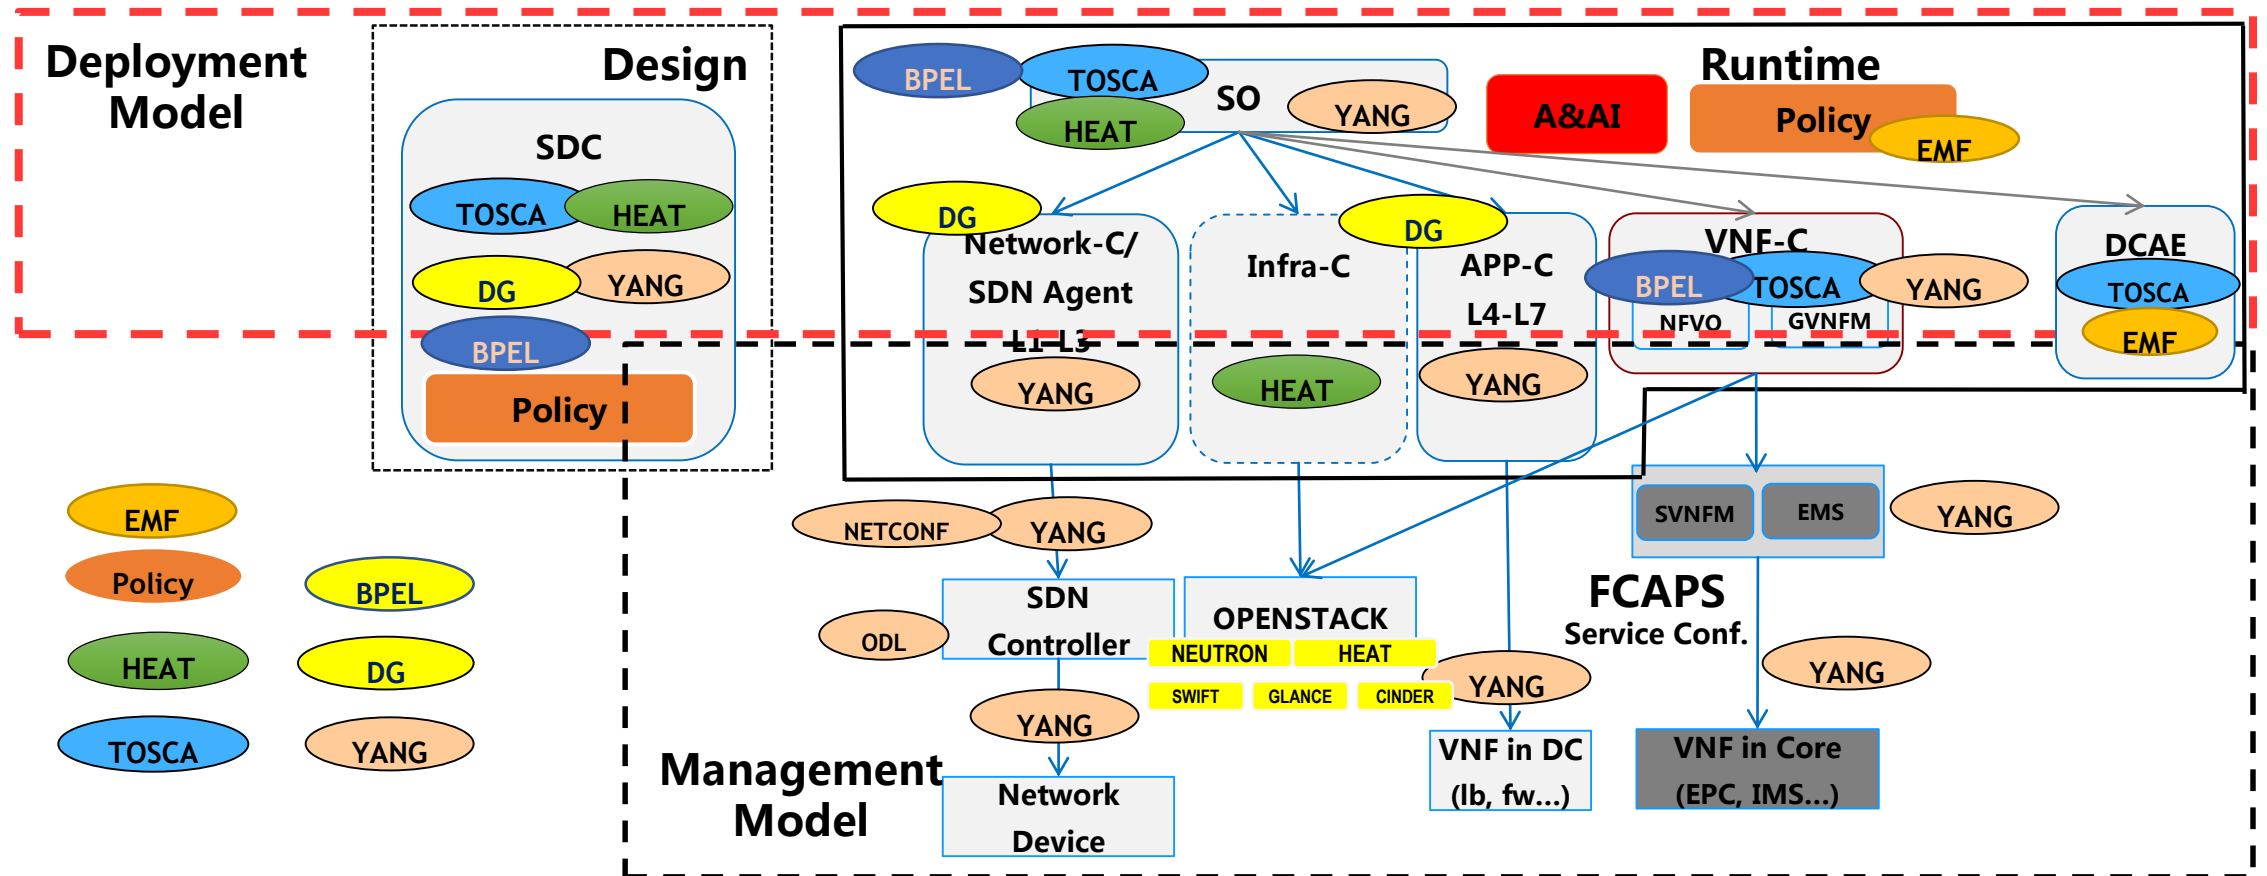 Deployment
Model
Design
SDC
TOSCA
HEAT
DG
YANG
BPEL
Policy
Runtime
BPEL
TOSCA
HEAT
SO
YANG
A&AI
Policy
EMF
DG
Network-C/
SDN Agent
L1-L3
YANG
Infra-C
HEAT
DG
APP-C
L4-L7
YANG
VNF-C
BPEL
TOSCA
YANG
NFVO
GVNFM
DCAE
TOSCA
EMF
NETCONF
YANG
SVNFM
EMS
YANG
ODL
SDN
Controller
OPENSTACK
NEUTRON
HEAT
SWIFT
GLANCE
CINDER
FCAPS
Service Conf.
YANG
YANG
YANG
Network
Device
VNF in DC
(lb, fw...)
VNF in Core
(EPC, IMS...)
Management
Model
EMF
Policy
BPEL
HEAT
DG
TOSCA
YANG